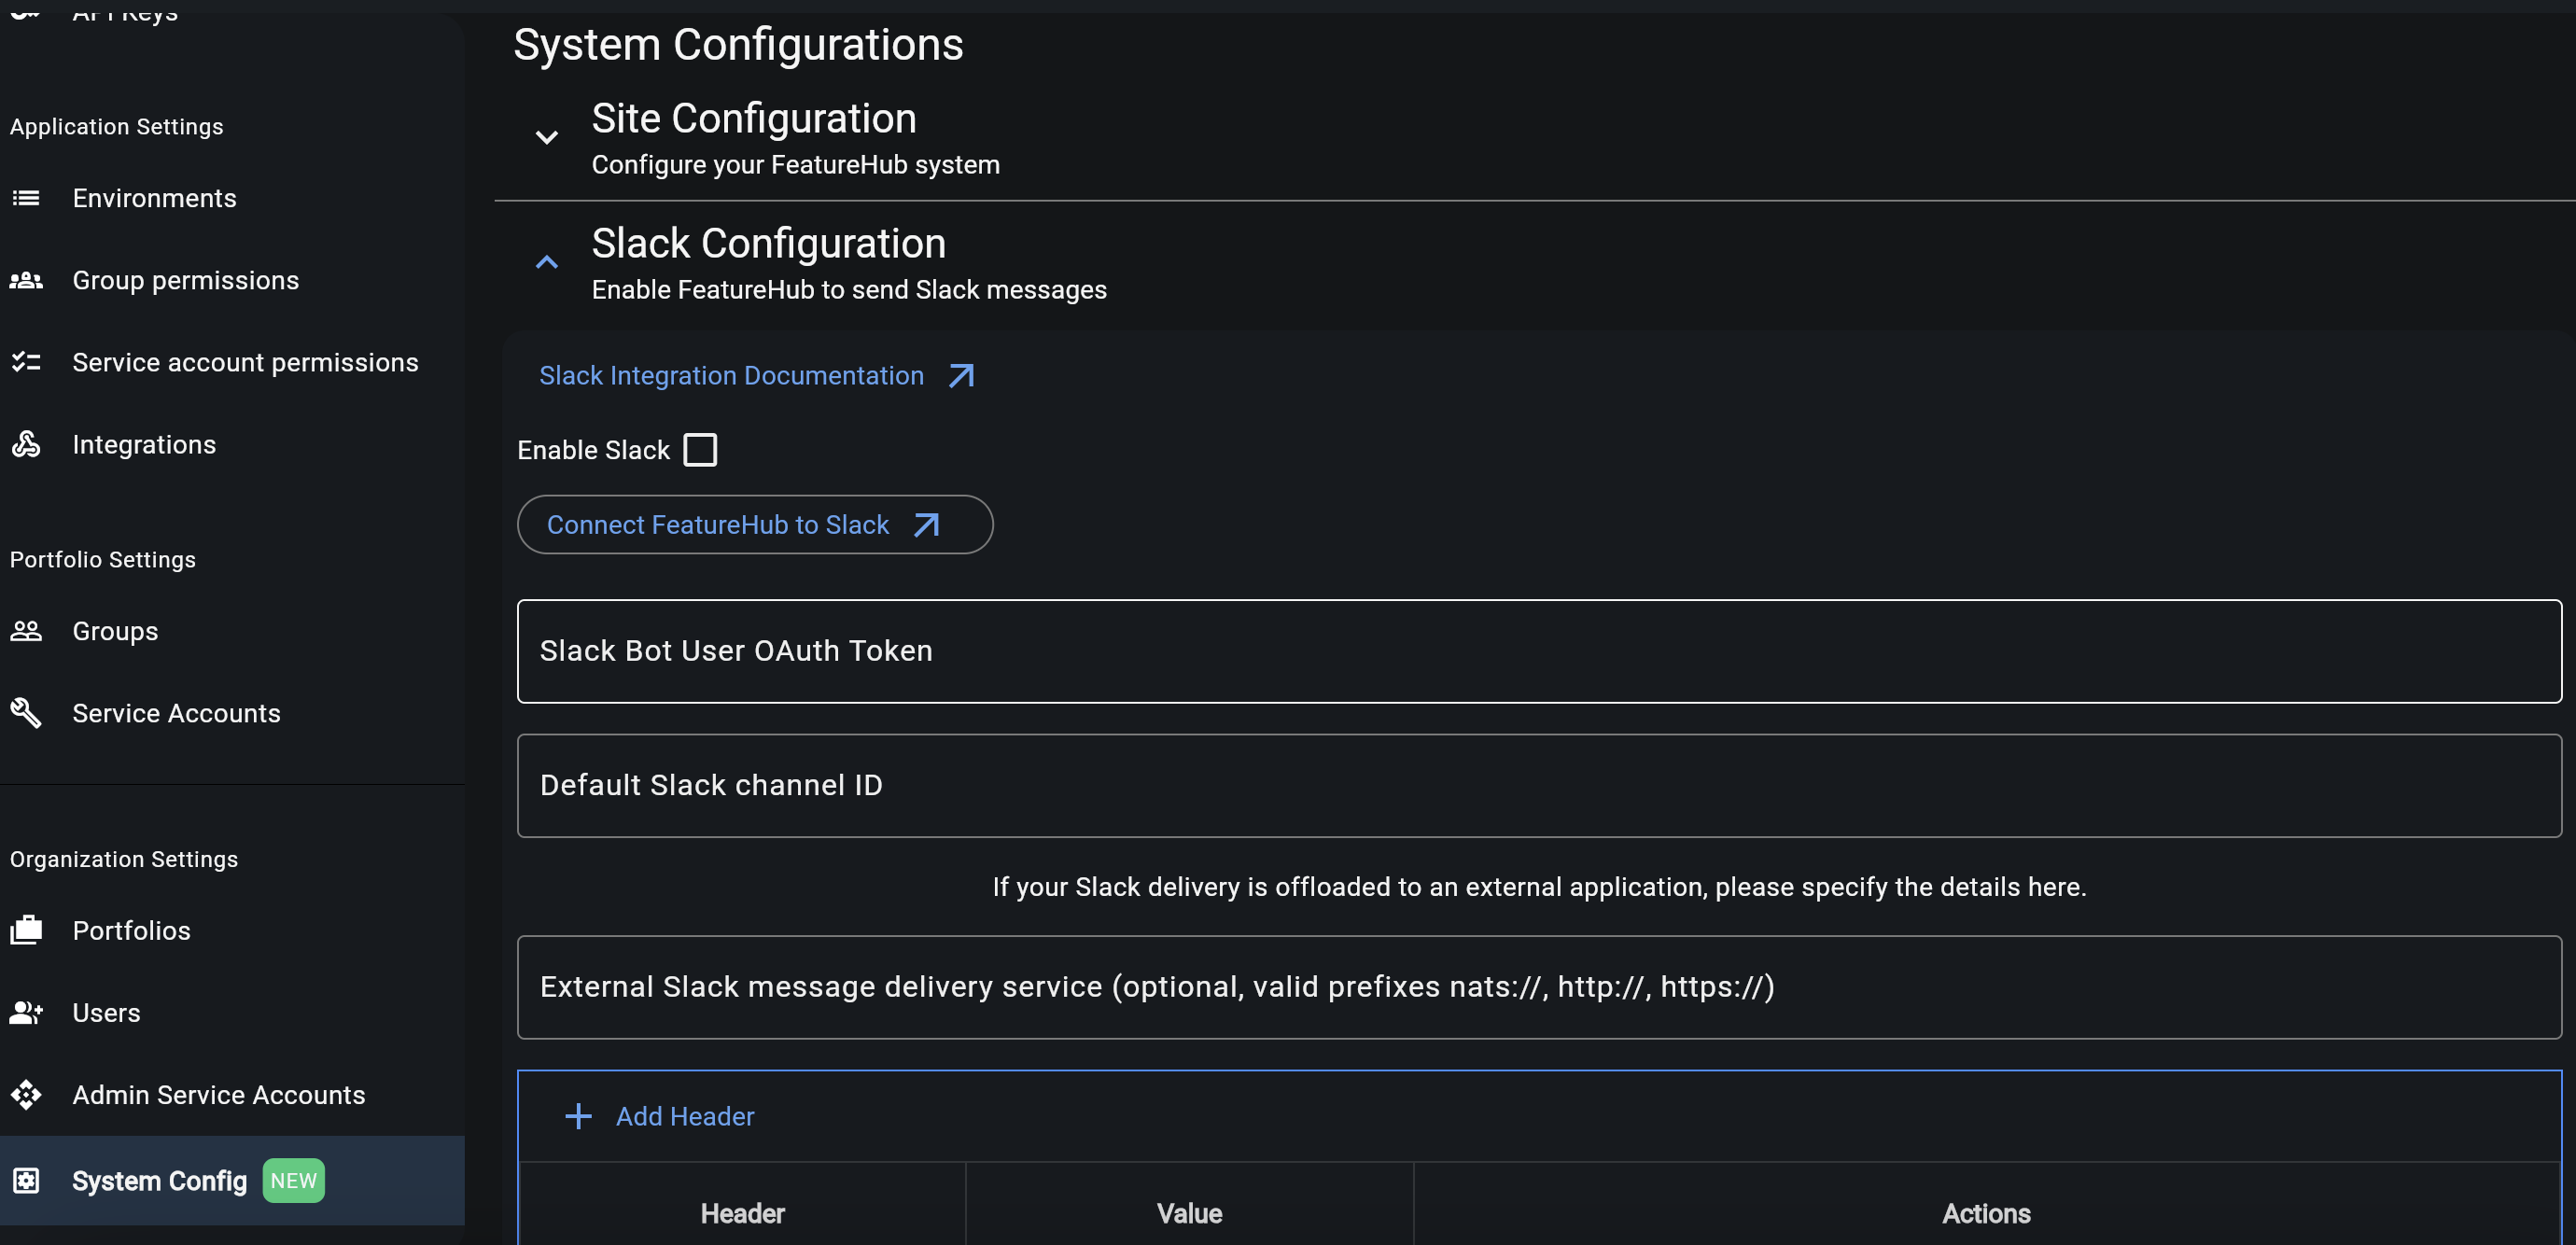 API Keys
Application Settings
Environments
Group permissions
Service account permissions
Integrations
Portfolio Settings
Groups
Service Accounts
Organization Settings
Portfolios
Users
Admin Service Accounts
System Config NEW
System Configurations
Site Configuration
Configure your FeatureHub system
Slack Configuration
Enable FeatureHub to send Slack messages
Slack Integration Documentation
Enable Slack
Connect FeatureHub to Slack
Slack Bot User OAuth Token
Default Slack channel ID
If your Slack delivery is offloaded to an external application, please specify the details here.
External Slack message delivery service (optional, valid prefixes nats://, http://, https://)
Add Header
Header Value Actions